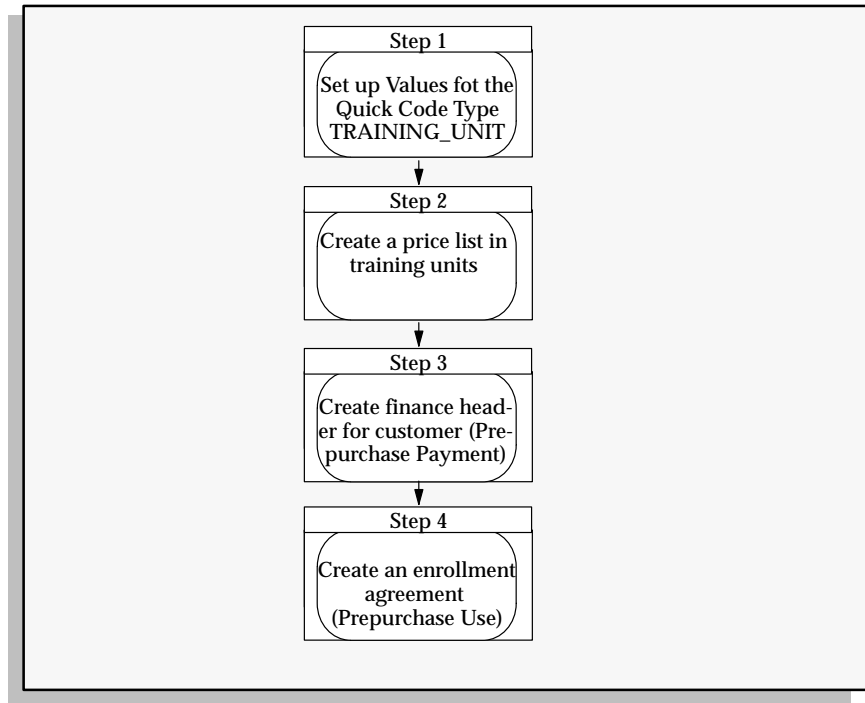 Step 1
Set up Values fot the
Quick Code Type
TRAINING_UNIT
Step 2
Create a price list in
training units
Step 3
Create finance head-
er for customer (Pre-
purchase Payment)
Step 4
Create an enrollment
agreement
(Prepurchase Use)